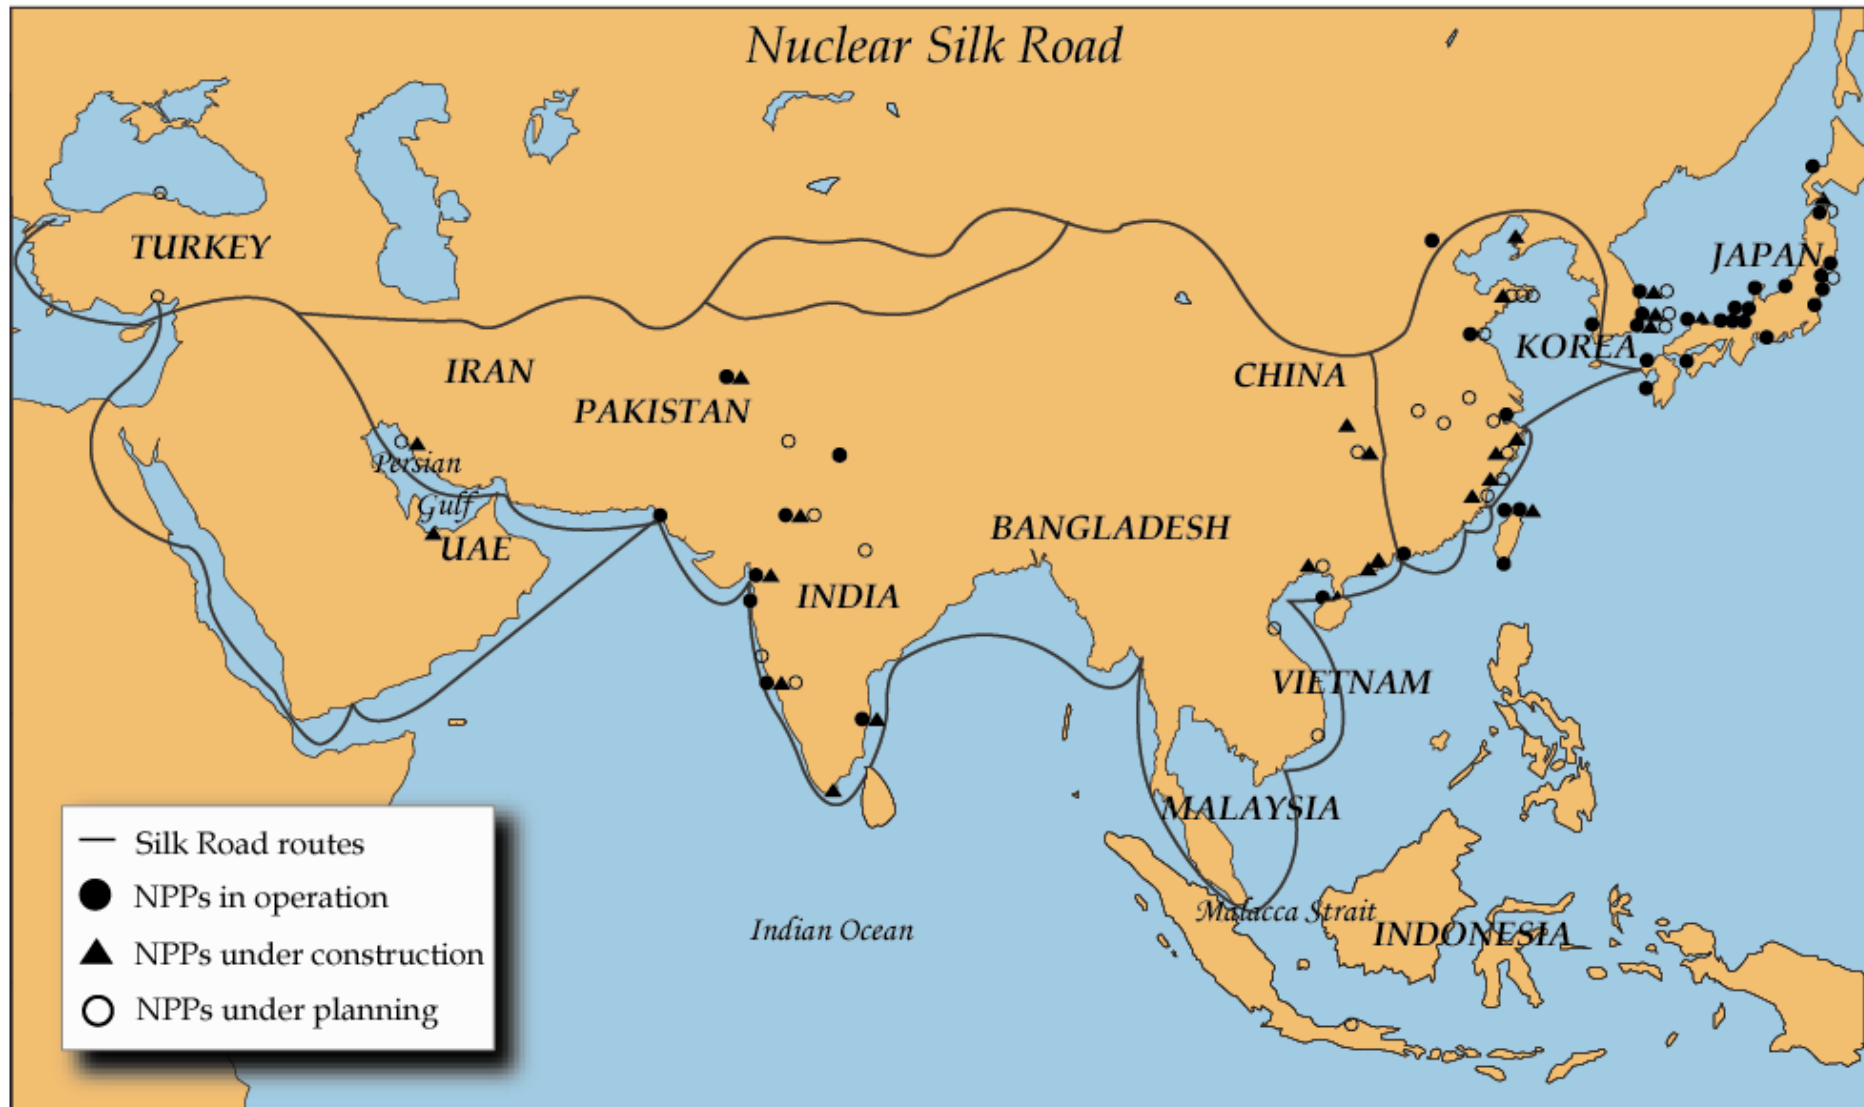 Nuclear Silk Road
TURKEY
JAPAN
IRAN
KOREA
CHINA
PAKISTAN
Persian
Gulf
UAE
BANGLADESH
INDIA
VIETNAM
MALAYSIA
Malacca Strait
INDONESIA
Indian Ocean
Silk Road routes
NPPs in operation
NPPs under construction
NPPs under planning